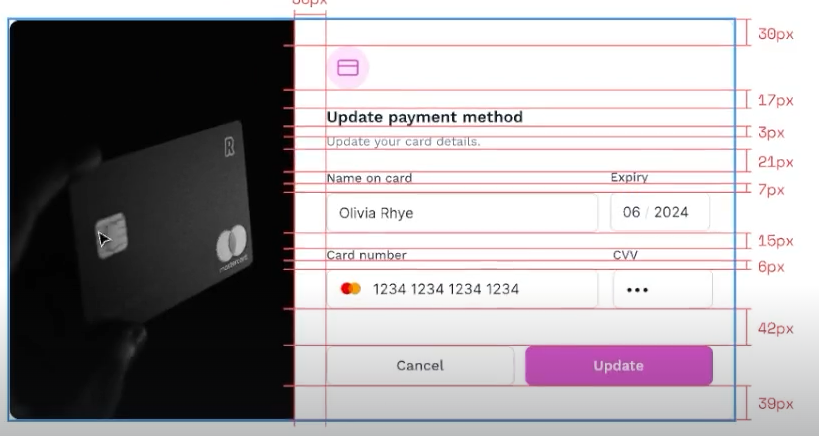 30px
R
mastercard
17px
Update payment method
3px
Update your card details.
21px
Name on card Expiry
7px
Olivia Rhye 06 / 2024
15px
Card number CVV
6px
1234 1234 1234 1234 •••
42px
Cancel Update
39px